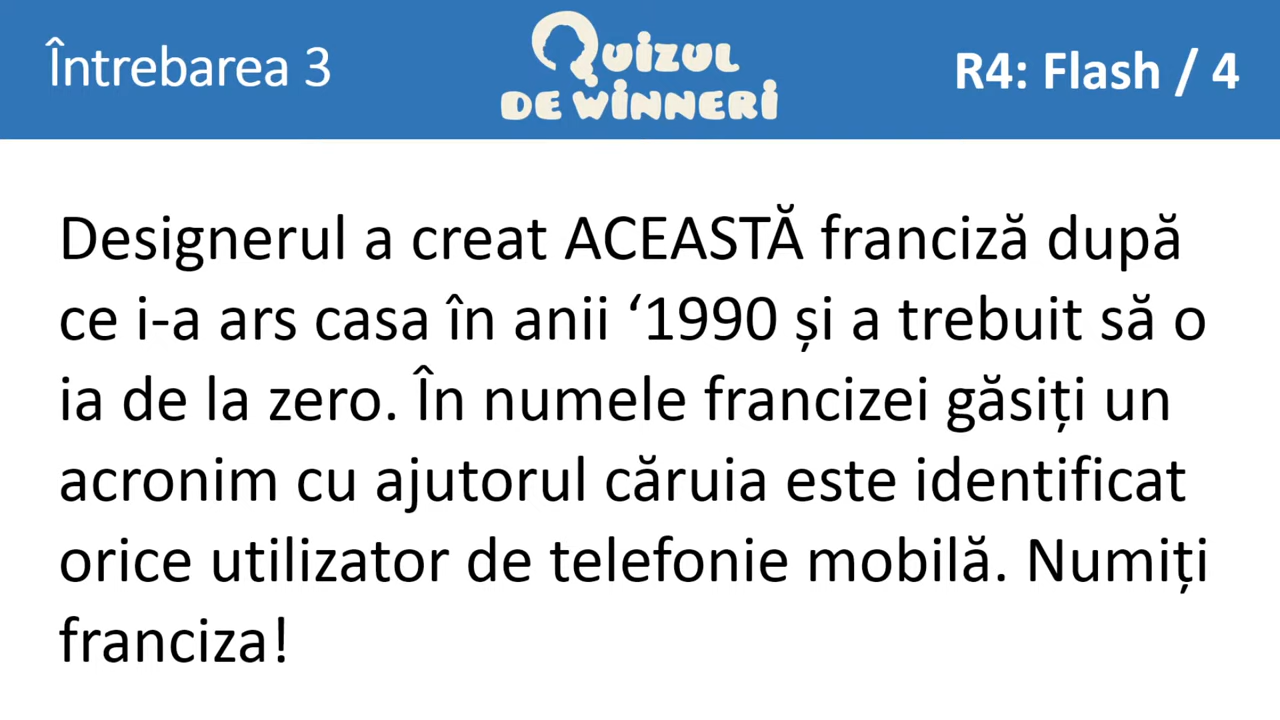 Întrebarea 3
QUIZUL
DE WINNERI
R4: Flash / 4
Designerul a creat ACEASTĂ franciză după
ce i-a ars casa în anii ‘1990 și a trebuit să o
ia de la zero. În numele francizei găsiți un
acronim cu ajutorul căruia este identificat
orice utilizator de telefonie mobilă. Numiți
franciza!